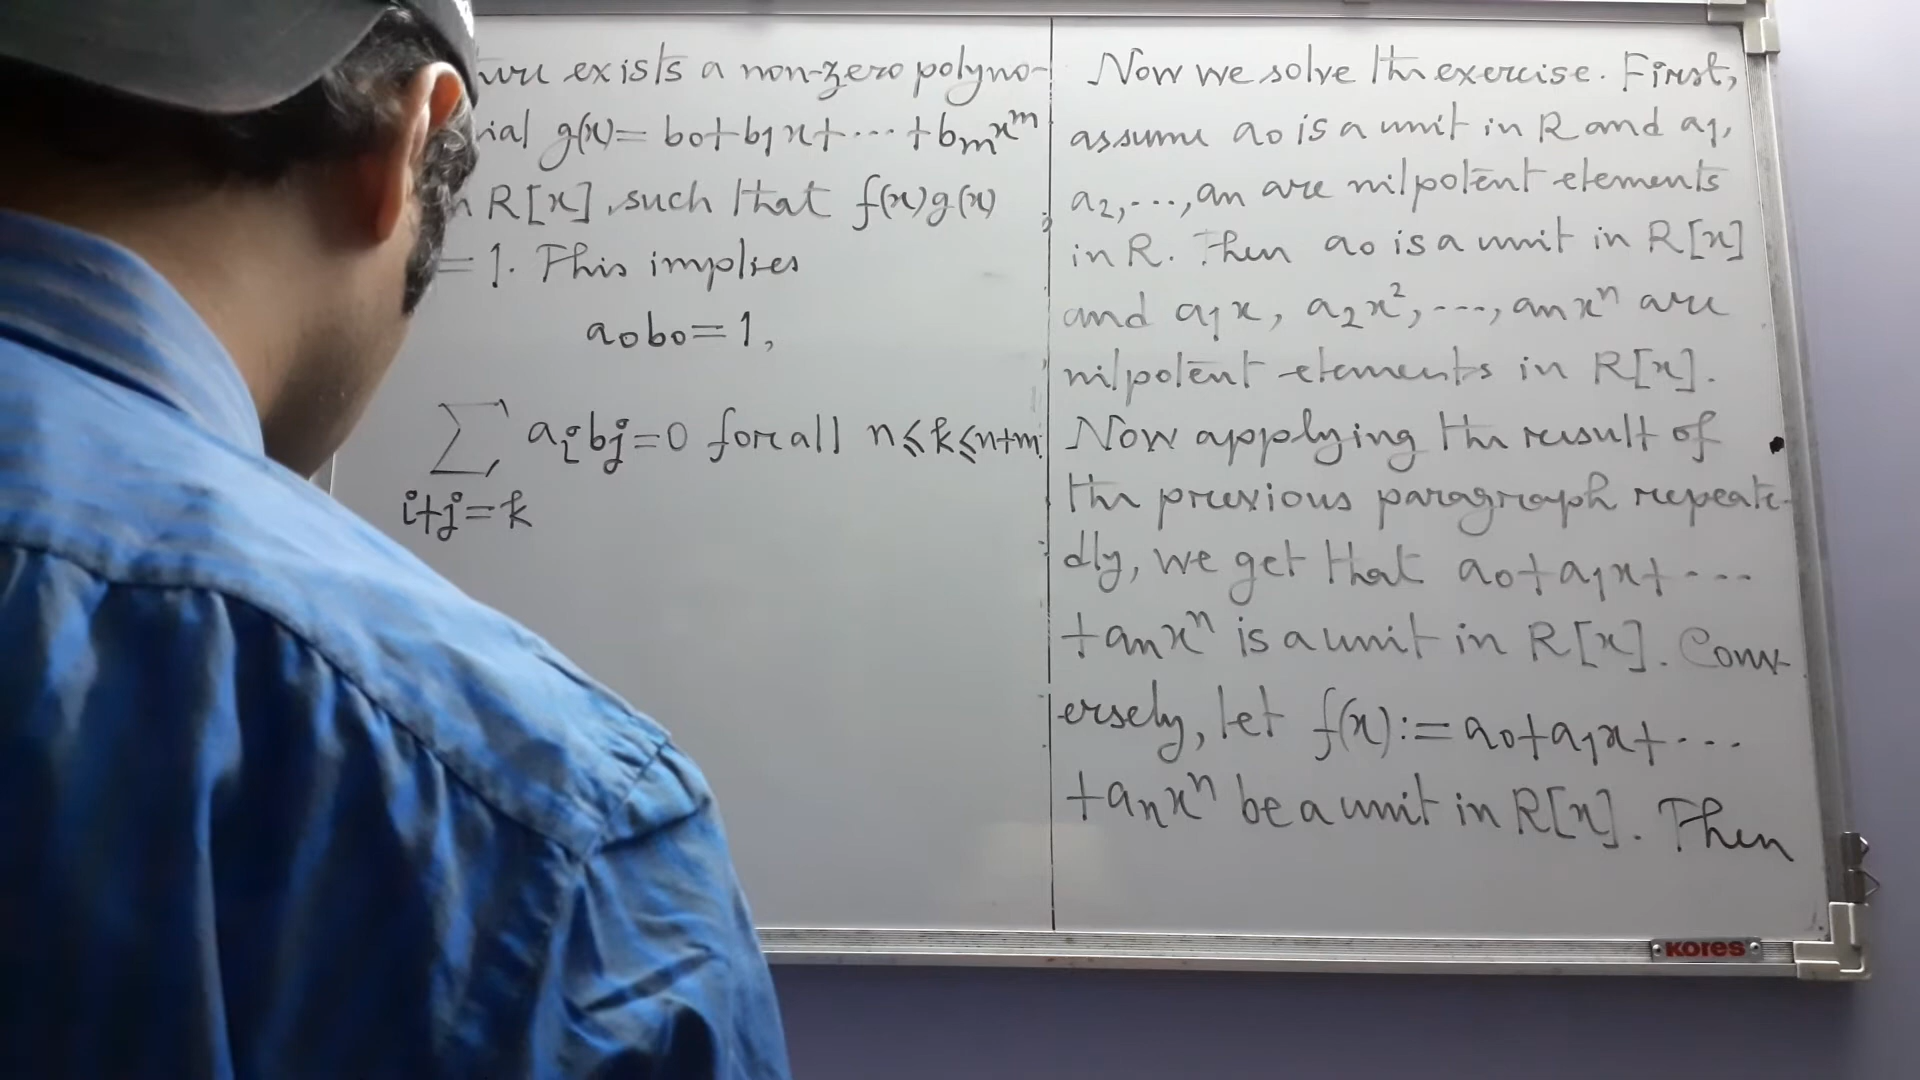 exists a non-zero polyno-
g(x)=b0+b1x+⋯+bmx^m
R[x], such that f(x)g(x)
=1. This implies
a0b0=1,
∑ aibj=0 for all n≤k≤n+m
i+j=k
Now we solve the exercise. First,
assume a0 is a unit in R and a1,
a2,⋯,an are nilpotent elements
in R. Then a0 is a unit in R[x]
and a1x, a2x²,⋯,anx^n are
nilpotent elements in R[x].
Now applying the result of
the previous paragraph repeate-
dly, we get that a0+a1x+⋯
+anx^n is a unit in R[x]. Conv-
ersely, let f(x):=a0+a1x+⋯
+anx^n be a unit in R[x]. Then
KORES